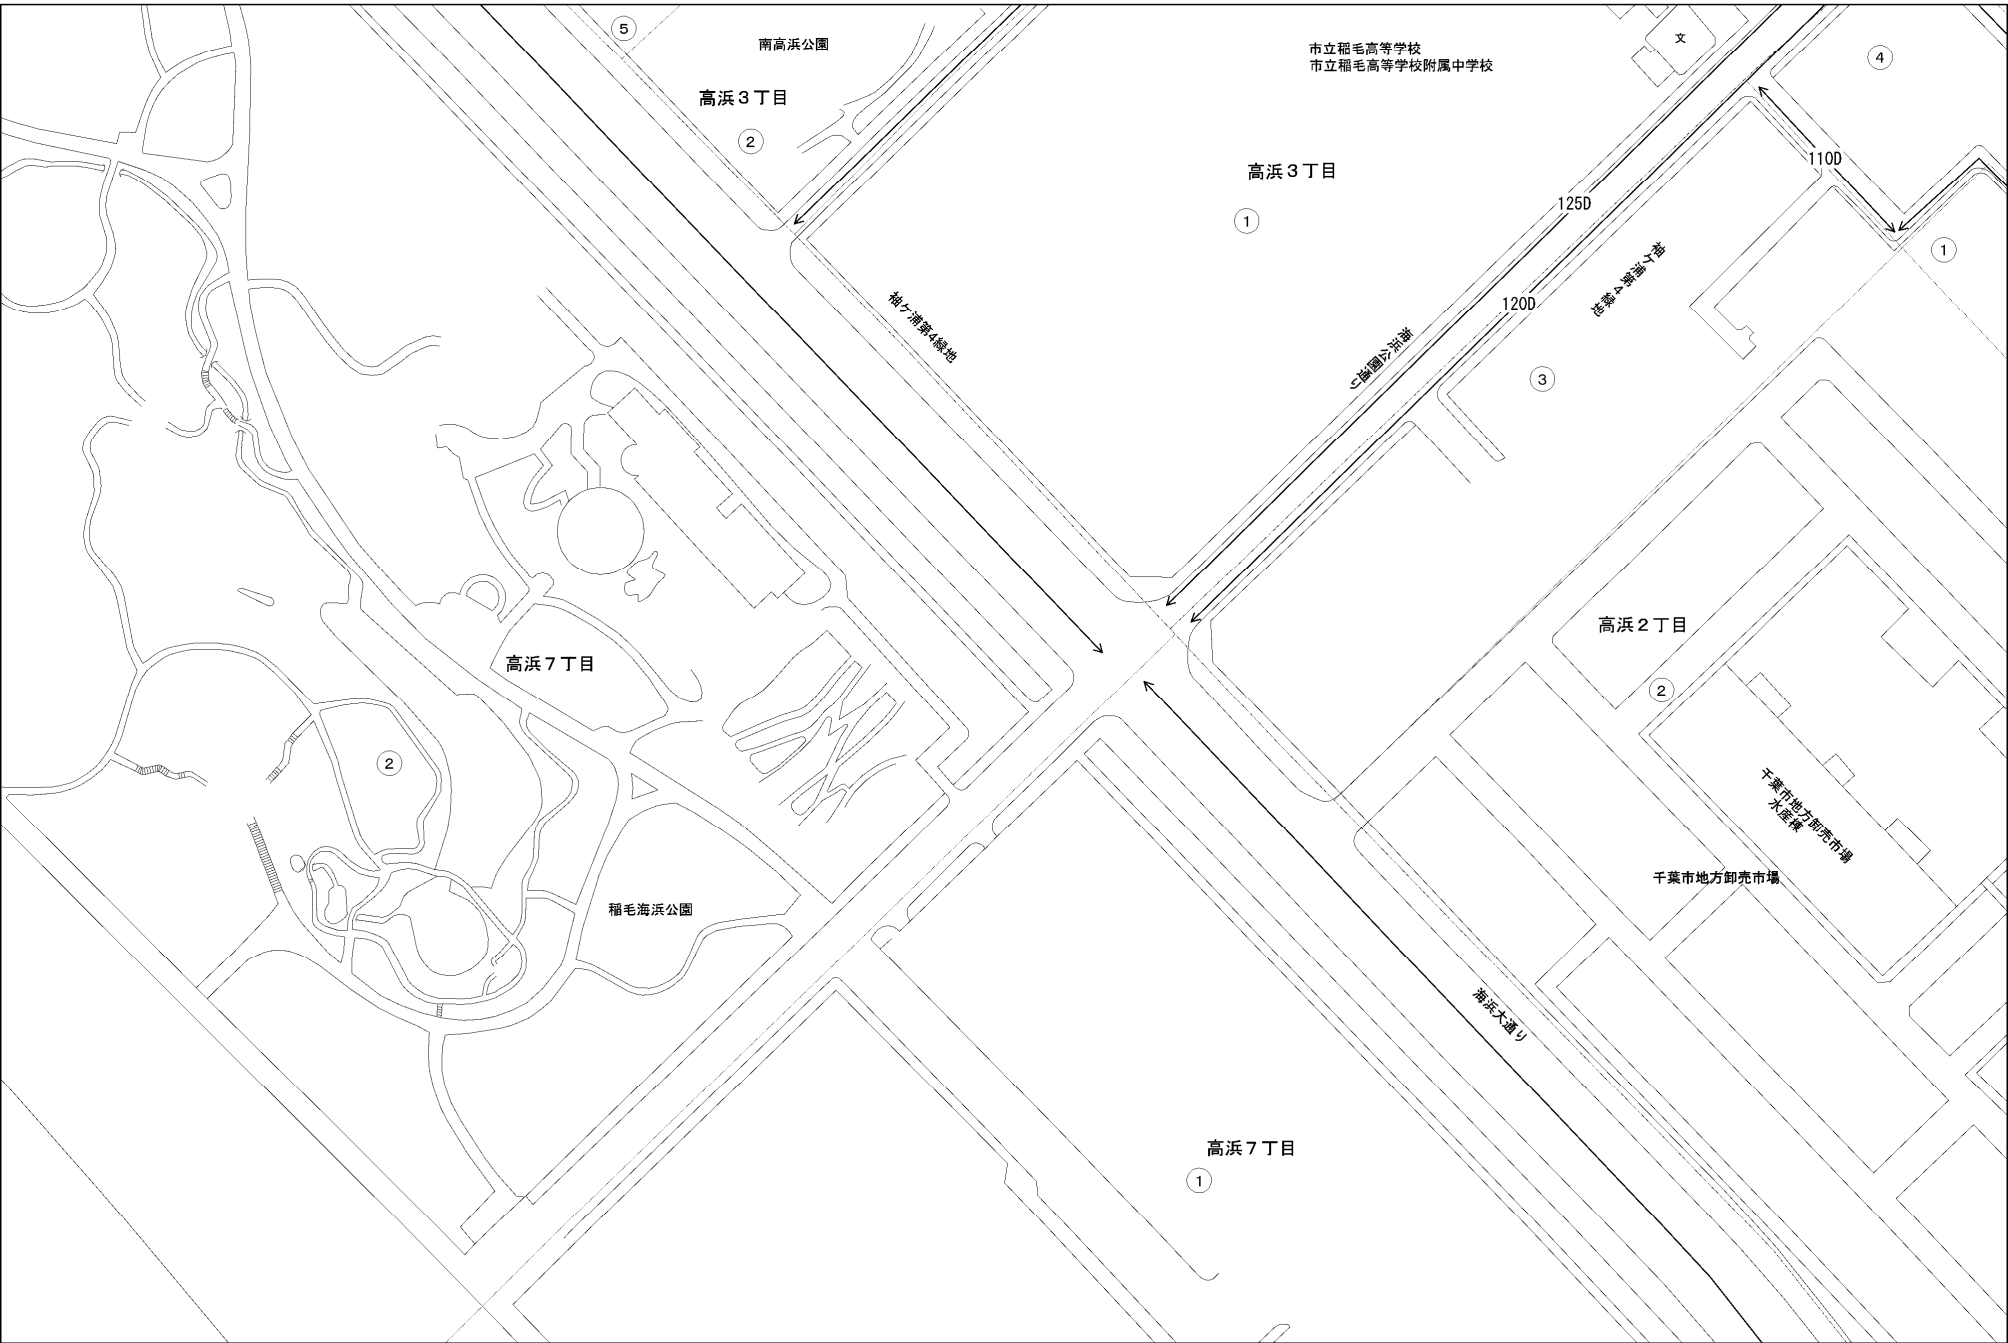 ⑤
南高浜公園
高浜3丁目
②
市立稲毛高等学校
市立稲毛高等学校附属中学校
文
④
110D
高浜3丁目
①
125D
①
袖ケ浦第4緑地
袖ケ浦第4緑地
120D
海浜公園通り
③
高浜2丁目
②
高浜7丁目
②
千葉市地方卸売市場
水産棟
千葉市地方卸売市場
稲毛海浜公園
海浜大通り
高浜7丁目
①